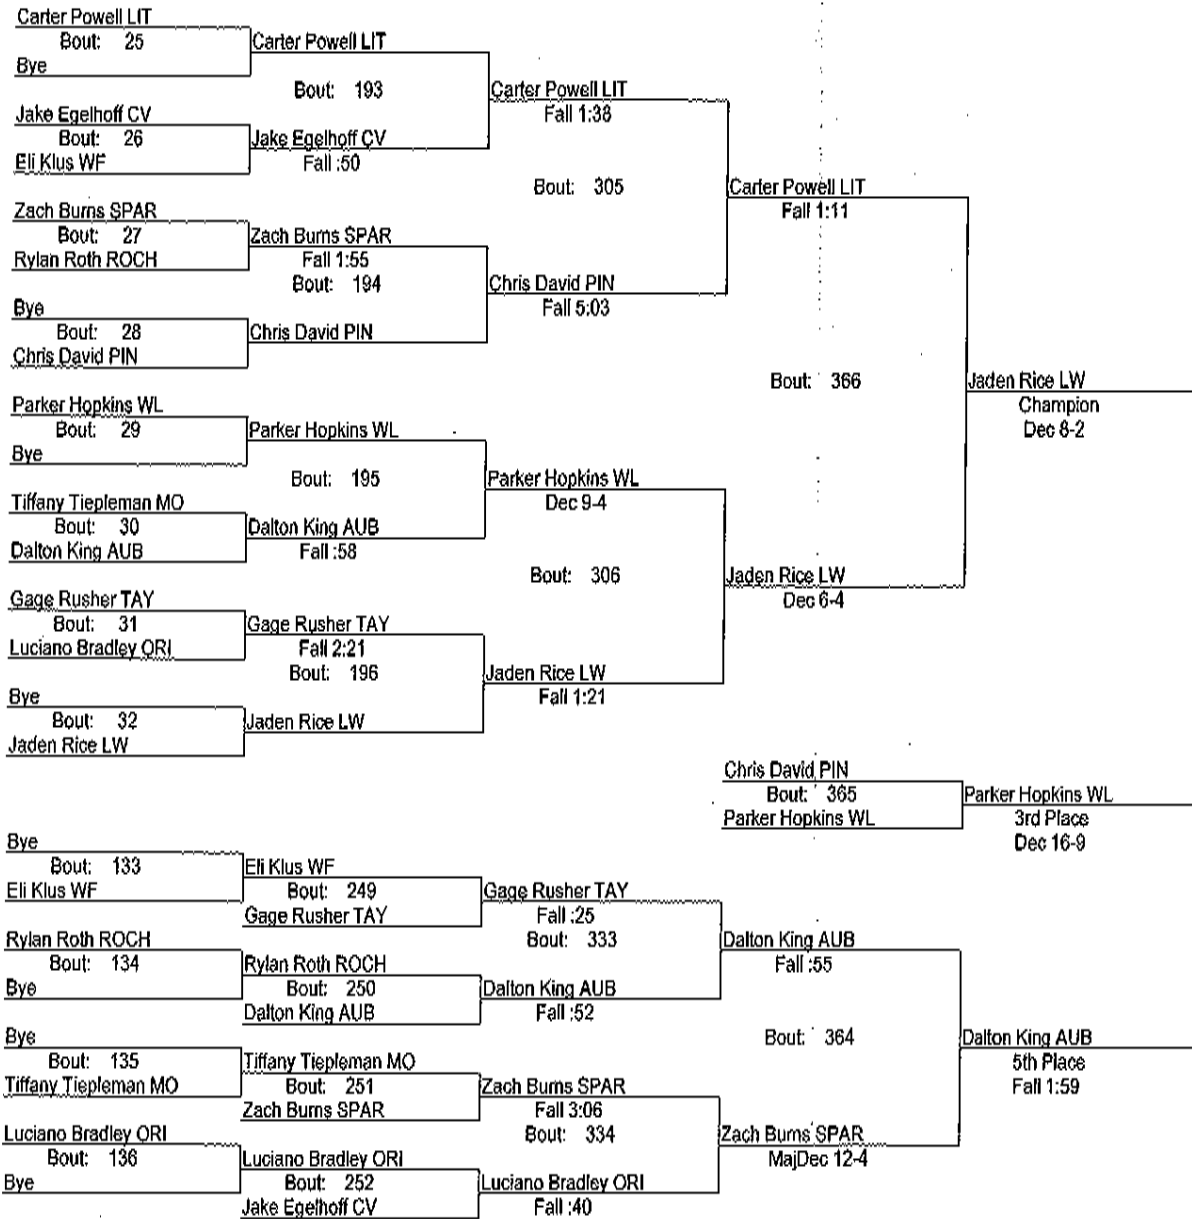 Carter Powell LIT
Bout: 25
Bye
Carter Powell LIT
Bout: 193
Jake Egelhoff CV
Bout: 26
Eli Klus WF
Jake Egelhoff CV
Fall :50
Carter Powell LIT
Fall 1:38
Bout: 305
Zach Burns SPAR
Bout: 27
Rylan Roth ROCH
Zach Burns SPAR
Fall 1:55
Bout: 194
Bye
Bout: 28
Chris David PIN
Chris David PIN
Chris David PIN
Fall 5:03
Carter Powell LIT
Fall 1:11
Bout: 366
Parker Hopkins WL
Bout: 29
Bye
Parker Hopkins WL
Bout: 195
Tiffany Tiepleman MO
Bout: 30
Dalton King AUB
Dalton King AUB
Fall :58
Parker Hopkins WL
Dec 9-4
Bout: 306
Gage Rusher TAY
Bout: 31
Luciano Bradley ORI
Gage Rusher TAY
Fall 2:21
Bout: 196
Bye
Bout: 32
Jaden Rice LW
Jaden Rice LW
Jaden Rice LW
Fall 1:21
Jaden Rice LW
Dec 6-4
Jaden Rice LW
Champion
Dec 8-2
Chris David PIN
Bout: 365
Parker Hopkins WL
Parker Hopkins WL
3rd Place
Dec 16-9
Bye
Bout: 133
Eli Klus WF
Eli Klus WF
Bout: 249
Gage Rusher TAY
Gage Rusher TAY
Fall :25
Bout: 333
Rylan Roth ROCH
Bout: 134
Bye
Rylan Roth ROCH
Bout: 250
Dalton King AUB
Dalton King AUB
Fall :52
Dalton King AUB
Fall :55
Bout: 364
Bye
Bout: 135
Tiffany Tiepleman MO
Tiffany Tiepleman MO
Bout: 251
Zach Burns SPAR
Zach Burns SPAR
Fall 3:06
Bout: 334
Luciano Bradley ORI
Bout: 136
Bye
Luciano Bradley ORI
Bout: 252
Jake Egelhoff CV
Luciano Bradley ORI
Fall :40
Zach Burns SPAR
MajDec 12-4
Dalton King AUB
5th Place
Fall 1:59